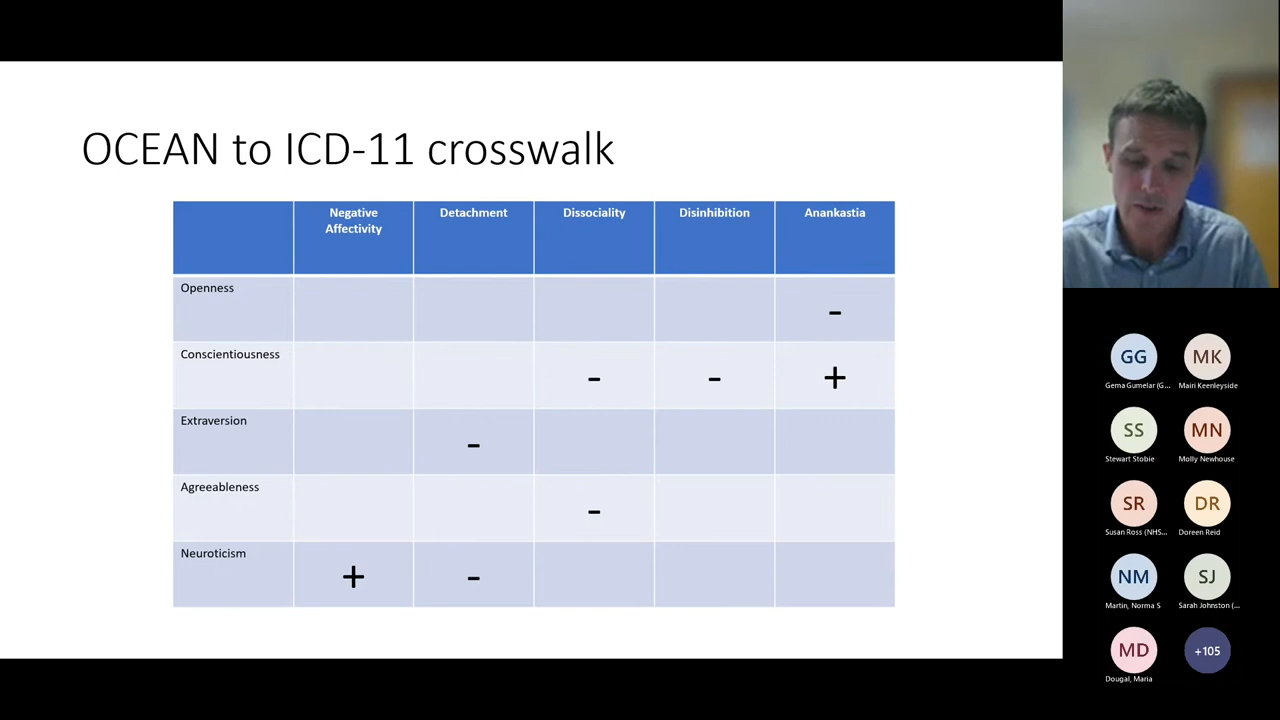 OCEAN to ICD-11 crosswalk
Negative
Affectivity
Detachment
Dissociality
Disinhibition
Anankastia
Openness
-
Conscientiousness
- - +
Extraversion
-
Agreeableness
-
Neuroticism
+ -
GG
MK
Gema Gumelar (G...
Mairi Keenleyside
SS
MN
Stewart Stobie
Molly Newhouse
SR
DR
Susan Ross (NHS...
Doreen Reid
NM
SJ
Martin, Norma S
Sarah Johnston (...
MD
+105
Dougal, Maria